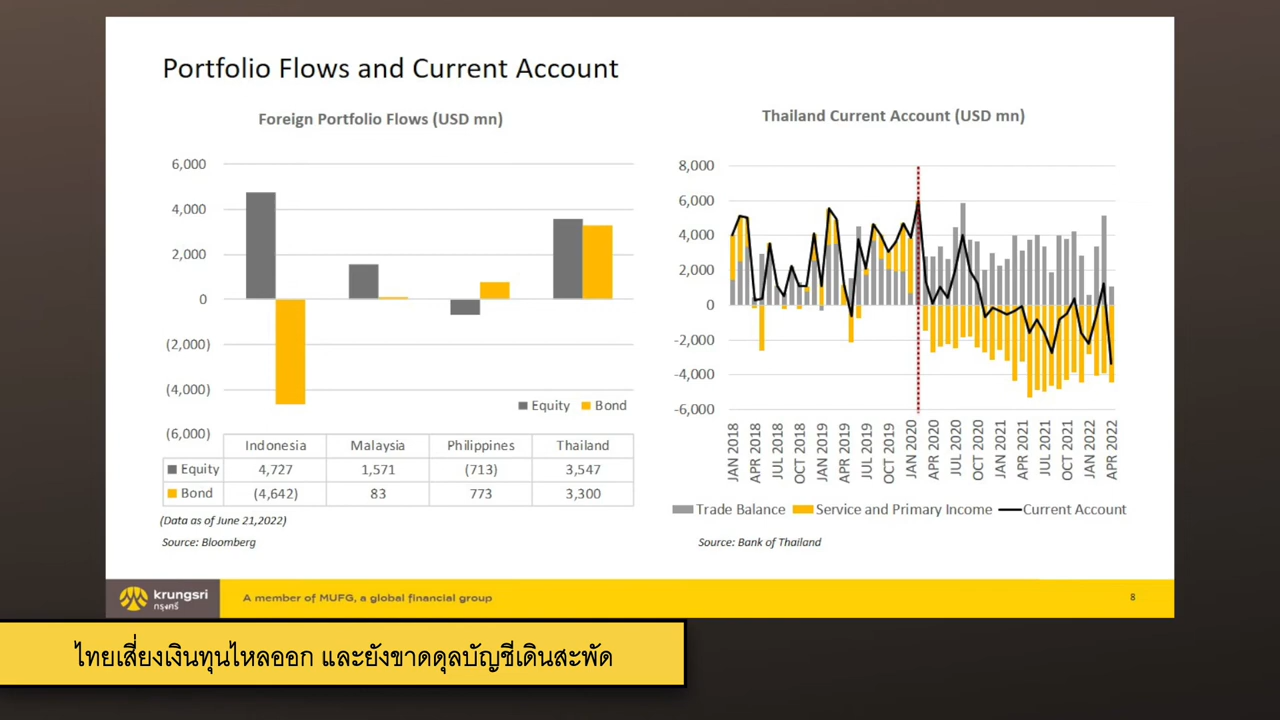 Portfolio Flows and Current Account
Foreign Portfolio Flows (USD mn)
6,000
4,000
2,000
0
(2,000)
(4,000)
(6,000)
Equity Bond
Indonesia Malaysia Philippines Thailand
Equity 4,727 1,571 (713) 3,547
Bond (4,642) 83 773 3,300
(Data as of June 21,2022)
Source: Bloomberg
Thailand Current Account (USD mn)
8,000
6,000
4,000
2,000
0
-2,000
-4,000
-6,000
JAN 2018
APR 2018
JUL 2018
OCT 2018
JAN 2019
APR 2019
JUL 2019
OCT 2019
JAN 2020
APR 2020
JUL 2020
OCT 2020
JAN 2021
APR 2021
JUL 2021
OCT 2021
JAN 2022
APR 2022
Trade Balance Service and Primary Income Current Account
Source: Bank of Thailand
krungsri
กรุงศรี
A member of MUFG, a global financial group
8
ไทยเสี่ยงเงินทุนไหลออก และยังขาดดุลบัญชีเดินสะพัด